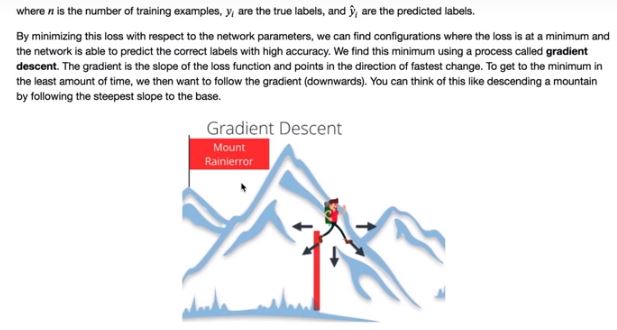 where n is the number of training examples, yᵢ are the true labels, and ŷᵢ are the predicted labels.
By minimizing this loss with respect to the network parameters, we can find configurations where the loss is at a minimum and
the network is able to predict the correct labels with high accuracy. We find this minimum using a process called gradient
descent. The gradient is the slope of the loss function and points in the direction of fastest change. To get to the minimum in
the least amount of time, we then want to follow the gradient (downwards). You can think of this like descending a mountain
by following the steepest slope to the base.
Gradient Descent
Mount
Rainierror